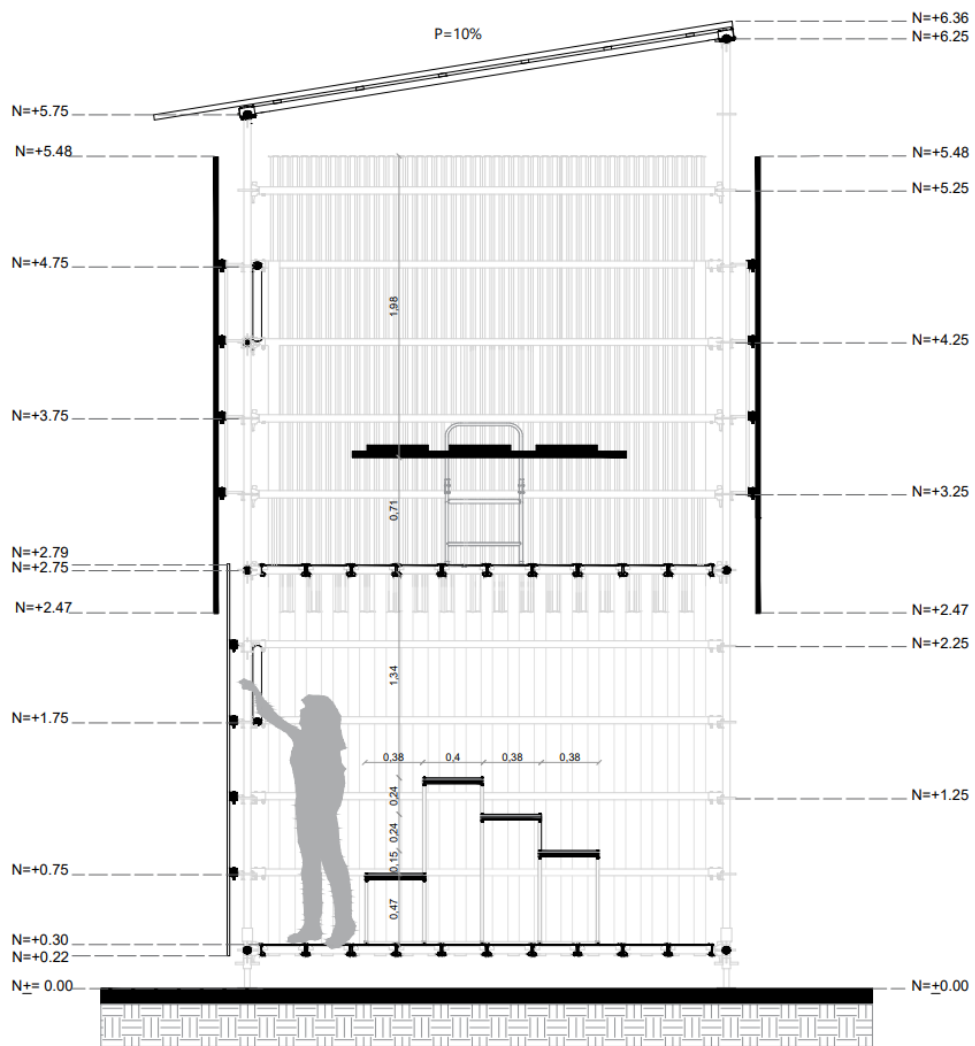 N=+6.36
P=10%
N=+6.25
N=+5.75
N=+5.48
N=+5.48
N=+5.25
N=+4.75
1,98
N=+4.25
N=+3.75
N=+3.25
0,71
N=+2.79
N=+2.75
N=+2.47
N=+2.47
N=+2.25
1,34
N=+1.75
0,38
0,4
0,38
0,38
0,24
N=+1.25
0,24
0,15
N=+0.75
0,47
N=+0.30
N=+0.22
N±= 0.00
N=±0.00